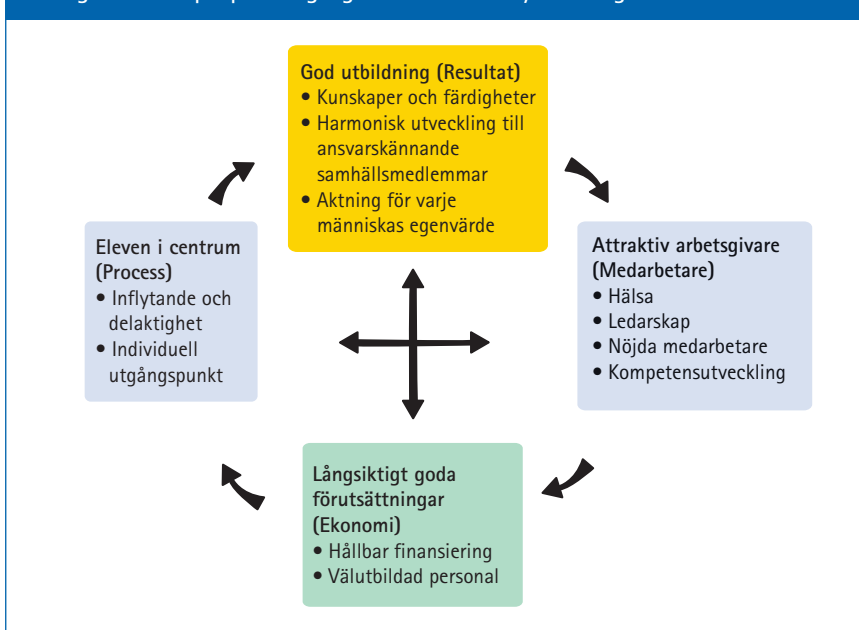 God utbildning (Resultat)
• Kunskaper och färdigheter
• Harmonisk utveckling till
ansvarskännande
samhällsmedlemmar
• Aktning för varje
människas egenvärde
Eleven i centrum
(Process)
• Inflytande och
delaktighet
• Individuell
utgångspunkt
Attraktiv arbetsgivare
(Medarbetare)
• Hälsa
• Ledarskap
• Nöjda medarbetare
• Kompetensutveckling
Långsiktigt goda
förutsättningar
(Ekonomi)
• Hållbar finansiering
• Välutbildad personal